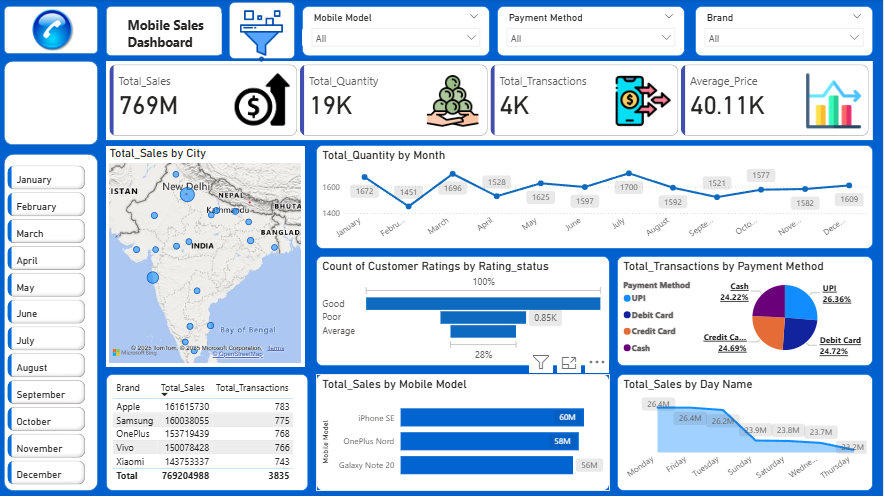 Mobile Sales
Dashboard
Mobile Model
All
Payment Method
All
Brand
All
Total_Sales
769M
Total_Quantity
19K
Total_Transactions
4K
Average_Price
40.11K
January
February
March
April
May
June
July
August
September
October
November
December
Total_Sales by City
ISTAN
New Delhi
NEPAL
Kathmandu
BHUTA
BANGLAD
INDIA
Bay of Bengal
Microsoft Bing
© 2025 TomTom, © 2025 Microsoft Corporation, Terms
© OpenStreetMap
Total_Quantity by Month
1600
1400
1672
1451
1696
1528
1625
1597
1700
1592
1521
1577
1582
1609
January
Febru...
March
April
May
June
July
August
Septe...
Octo...
Nove...
Dece...
Count of Customer Ratings by Rating_status
100%
Good
Poor
0.85K
Average
28%
Total_Transactions by Payment Method
Payment Method
UPI
Debit Card
Credit Card
Cash
Cash
24.22%
UPI
26.36%
Credit Ca...
24.69%
Debit Card
24.72%
Brand Total_Sales Total_Transactions
Apple 161615730 783
Samsung 160038055 775
OnePlus 153719439 768
Vivo 150078428 766
Xiaomi 143753337 743
Total 769204988 3835
Total_Sales by Mobile Model
Mobile Model
iPhone SE 60M
OnePlus Nord 58M
Galaxy Note 20 56M
Total_Sales by Day Name
26.4M
26.4M
26.2M
23.9M
23.8M
23.7M
23.2M
Monday
Friday
Tuesday
Sunday
Saturday
Wedne...
Thursday